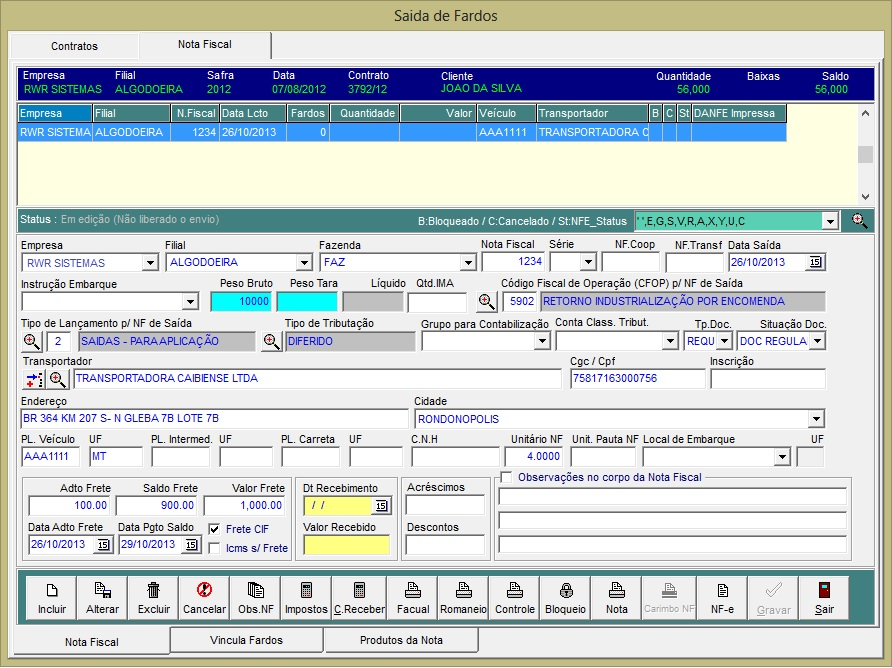 Saida de Fardos
Contratos Nota Fiscal
Empresa Filial Safra Data Contrato Cliente Quantidade Baixas Saldo
RWR SISTEMAS ALGODOEIRA 2012 07/08/2012 3792/12 JOAO DA SILVA 56,000 56,000
Empresa Filial N.Fiscal Data Lcto Fardos Quantidade Valor Veículo Transportador B C St DANFE Impressa
RWR SISTEMA ALGODOEIRA 1234 26/10/2013 0 AAA1111 TRANSPORTADORA C
Status : Em edição (Não liberado o envio) B:Bloqueado / C:Cancelado / St:NFE_Status ' ',E,G,S,V,R,A,X,Y,U,C
Empresa Filial Fazenda Nota Fiscal Série NF.Coop NF.Transf Data Saída
RWR SISTEMAS ALGODOEIRA FAZ 1234 26/10/2013 15
Instrução Embarque Peso Bruto Peso Tara Líquido Qtd.IMA Código Fiscal de Operação (CFOP) p/ NF de Saída
10000 5902 RETORNO INDUSTRIALIZAÇÃO POR ENCOMENDA
Tipo de Lançamento p/ NF de Saída Tipo de Tributação Grupo para Contabilização Conta Class. Tribut. Tp.Doc. Situação Doc.
2 SAIDAS - PARA APLICAÇÃO DIFERIDO REQU DOC REGULA
Transportador Cgc / Cpf Inscrição
TRANSPORTADORA CAIBIENSE LTDA 75817163000756
Endereço Cidade
BR 364 KM 207 S- N GLEBA 7B LOTE 7B RONDONOPOLIS
PL. Veículo UF PL. Intermed. UF PL. Carreta UF C.N.H Unitário NF Unit. Pauta NF Local de Embarque UF
AAA1111 MT 4.0000
Adto Frete Saldo Frete Valor Frete Dt Recebimento Acréscimos Observações no corpo da Nota Fiscal
100.00 900.00 1,000.00 / / 15
Data Adto Frete Data Pgto Saldo Frete CIF Valor Recebido Descontos
26/10/2013 15 29/10/2013 15 Icms s/ Frete
Incluir Alterar Excluir Cancelar Obs.NF Impostos C.Receber Facual Romaneio Controle Bloqueio Nota Carimbo NF NF-e Gravar Sair
Nota Fiscal Vincula Fardos Produtos da Nota